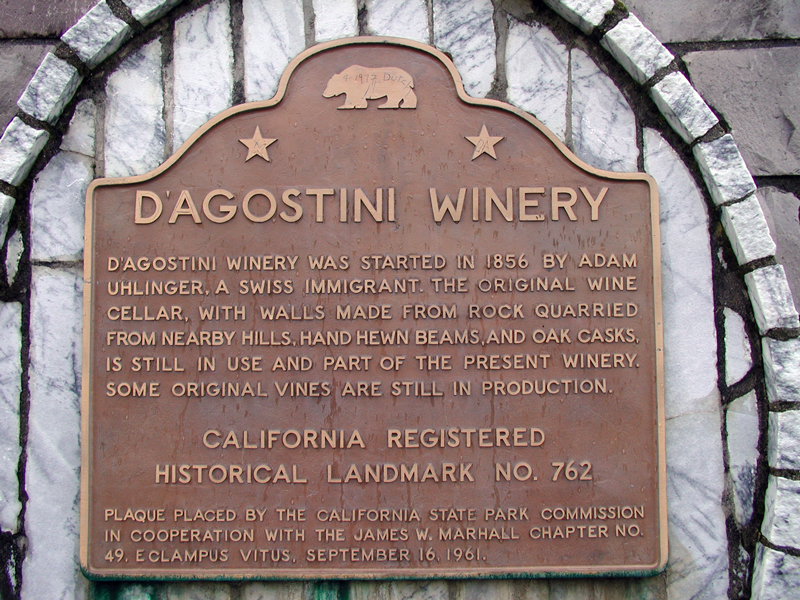 D'AGOSTINI WINERY
D'AGOSTINI WINERY WAS STARTED IN 1856 BY ADAM
UHLINGER, A SWISS IMMIGRANT. THE ORIGINAL WINE
CELLAR, WITH WALLS MADE FROM ROCK QUARRIED
FROM NEARBY HILLS, HAND HEWN BEAMS, AND OAK CASKS,
IS STILL IN USE AND PART OF THE PRESENT WINERY.
SOME ORIGINAL VINES ARE STILL IN PRODUCTION.
CALIFORNIA REGISTERED
HISTORICAL LANDMARK NO. 762
PLAQUE PLACED BY THE CALIFORNIA STATE PARK COMMISSION
IN COOPERATION WITH THE JAMES W. MARHALL CHAPTER NO.
49, E CLAMPUS VITUS, SEPTEMBER 16, 1961.